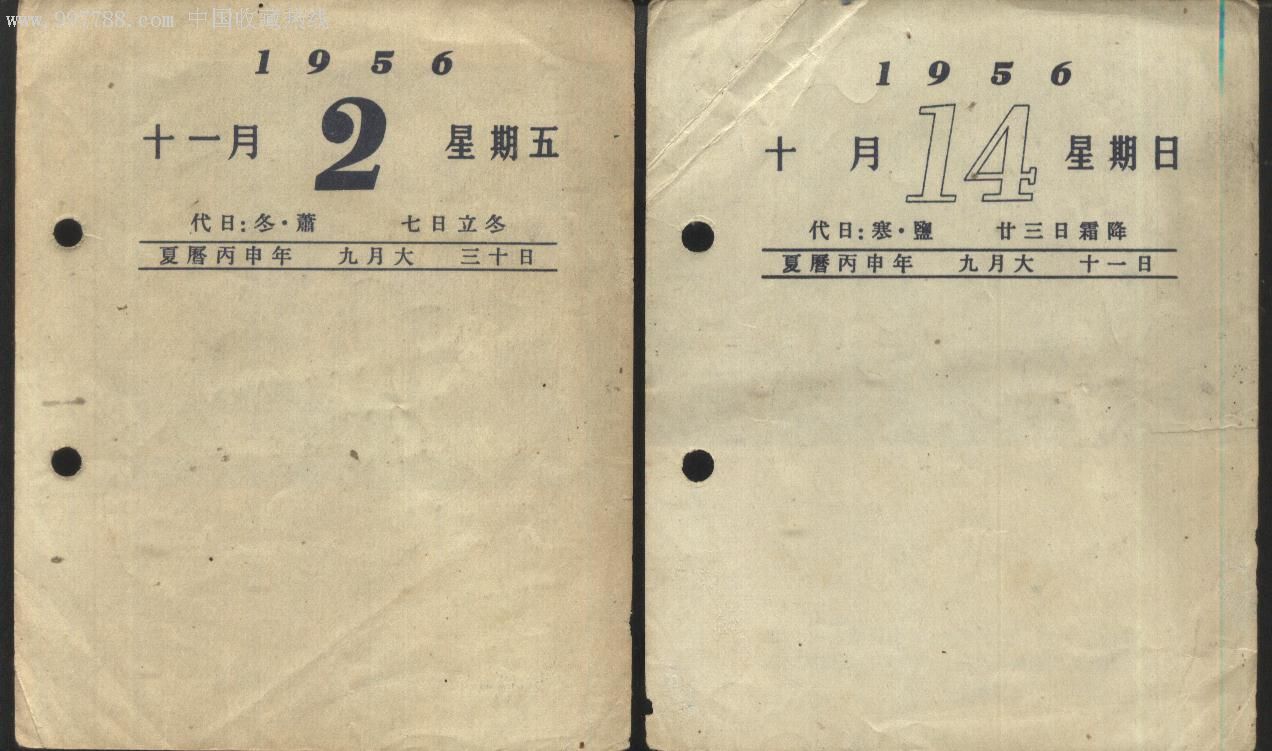 www.997788.com 中国收藏热线
1956
十一月 2 星期五
代日:冬·蕭 七日立冬
夏曆丙申年 九月大 三十日
1956
十月 14 星期日
代日:寒·鹽 廿三日霜降
夏曆丙申年 九月大 十一日